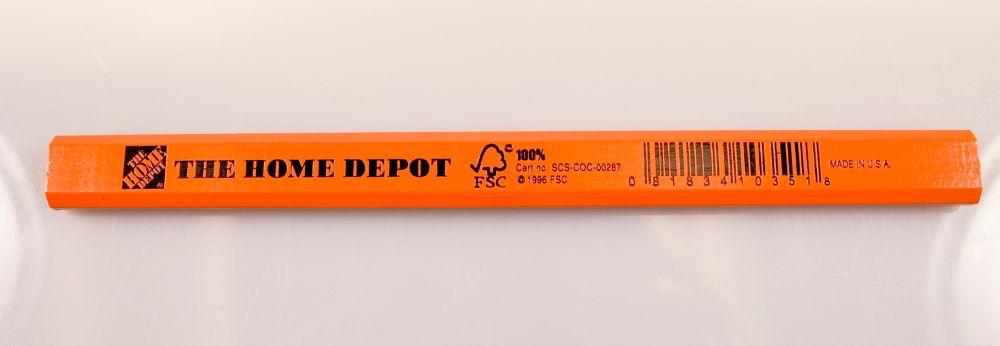 THE
HOME
DEPOT
®
THE HOME DEPOT
FSC
100%
Cert no. SCS-COC-00287
© 1996 FSC
0 81834 10351 8
MADE IN U.S.A.